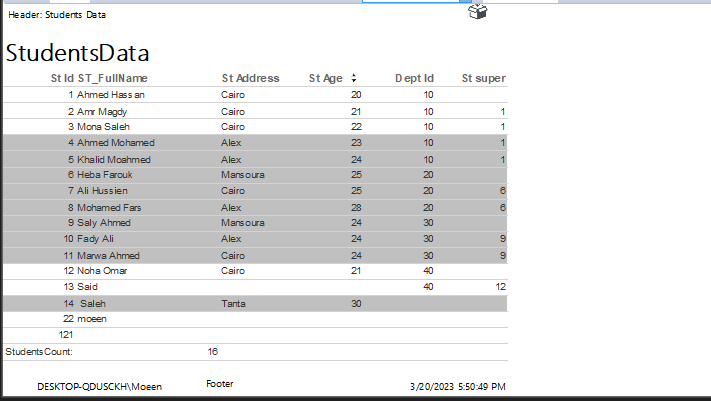 Header: Students Data
StudentsData
St Id ST_FullName St Address St Age Dept Id St super
1 Ahmed Hassan Cairo 20 10
2 Amr Magdy Cairo 21 10 1
3 Mona Saleh Cairo 22 10 1
4 Ahmed Mohamed Alex 23 10 1
5 Khalid Moahmed Alex 24 10 1
6 Heba Farouk Mansoura 25 20
7 Ali Hussien Cairo 25 20 6
8 Mohamed Fars Alex 28 20 6
9 Saly Ahmed Mansoura 24 30
10 Fady Ali Alex 24 30 9
11 Marwa Ahmed Cairo 24 30 9
12 Noha Omar Cairo 21 40
13 Said 40 12
14 Saleh Tanta 30
22 moeen
121
StudentsCount: 16
DESKTOP-QDUSCKH\Moeen Footer 3/20/2023 5:50:49 PM